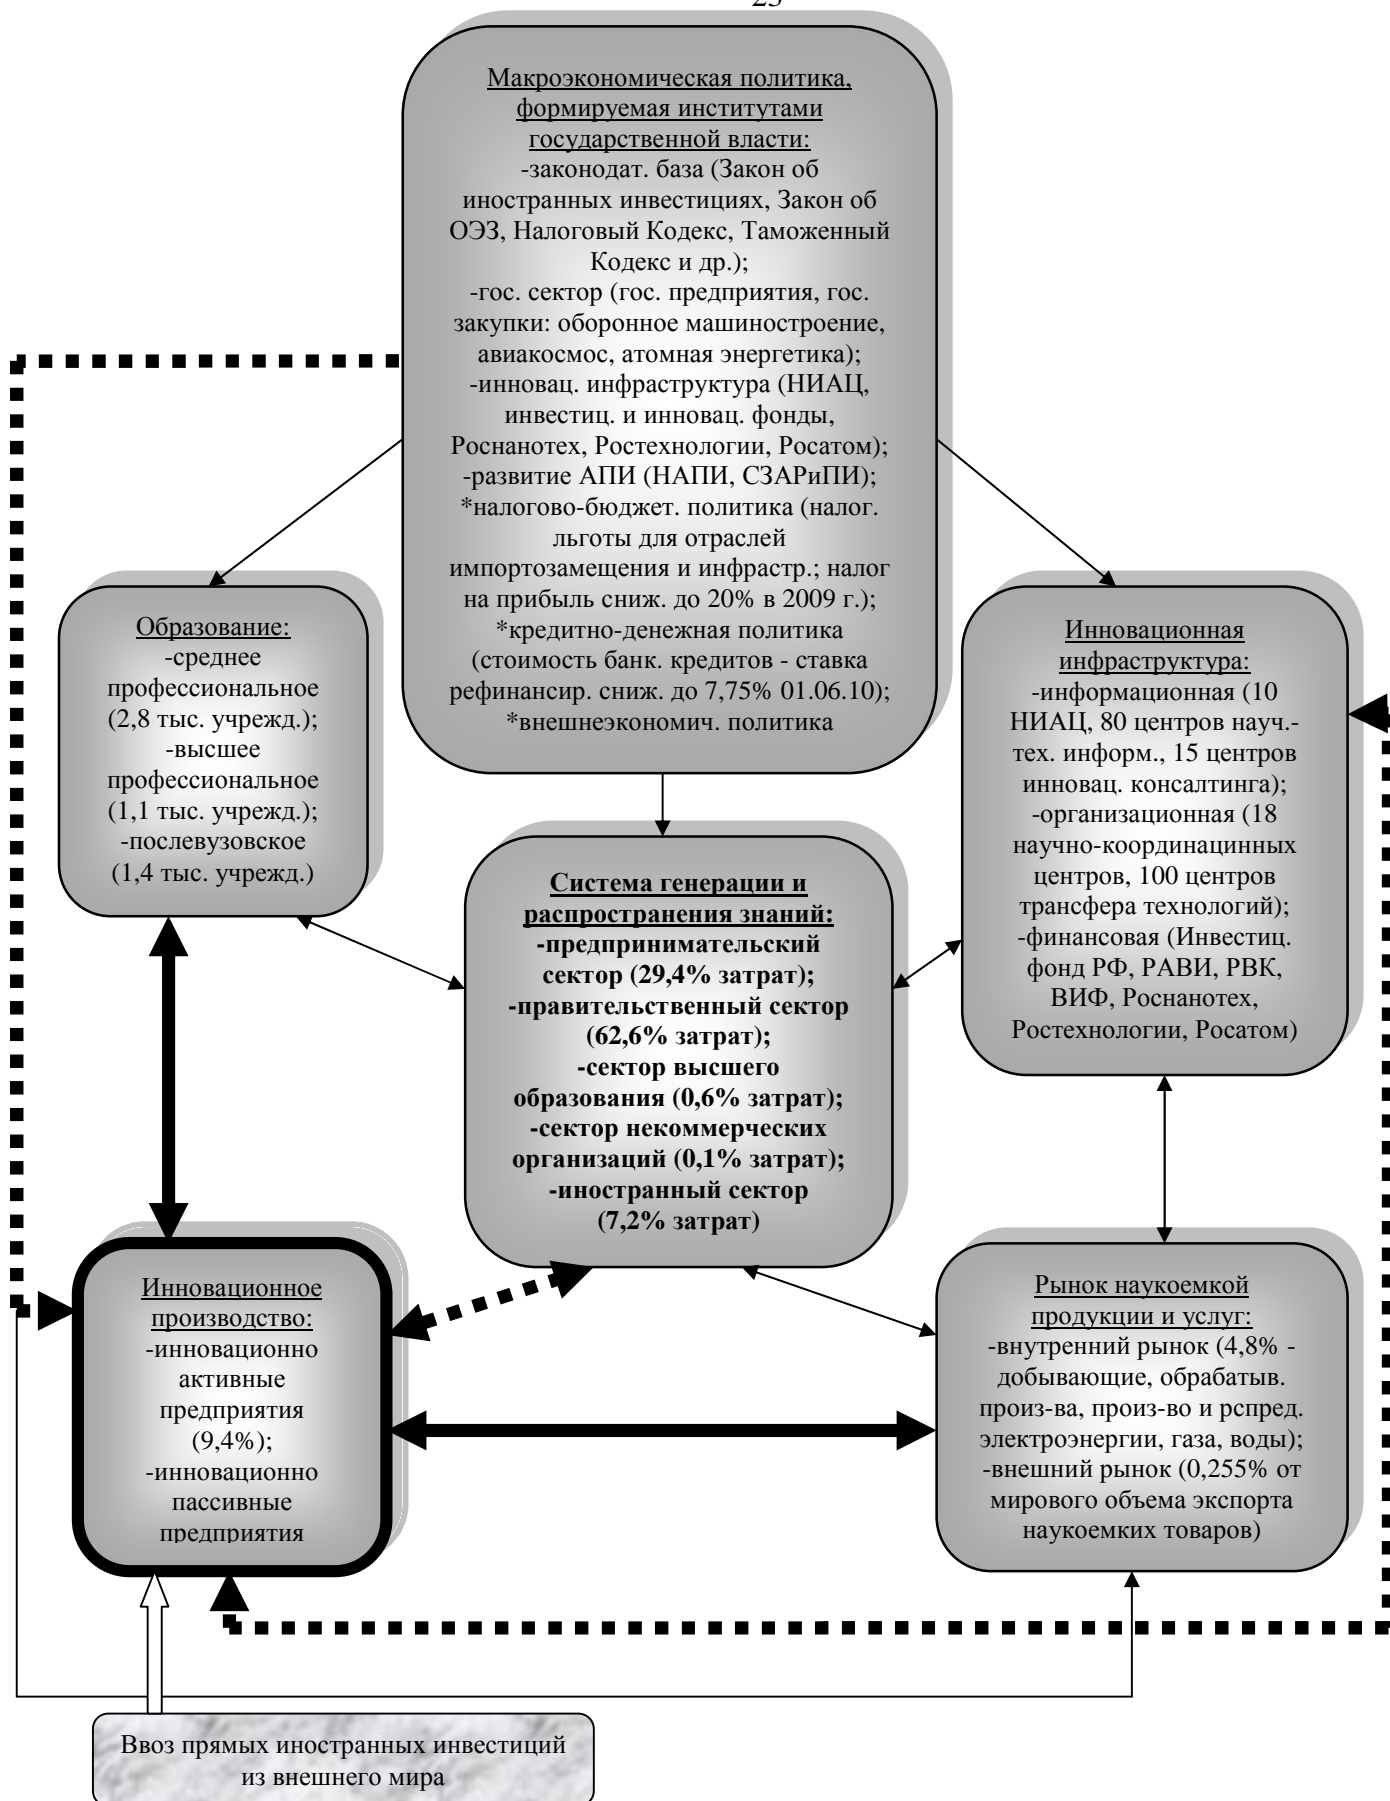 23
Макроэкономическая политика,
формируемая институтами
государственной власти:
-законодат. база (Закон об
иностранных инвестициях, Закон об
ОЭЗ, Налоговый Кодекс, Таможенный
Кодекс и др.);
-гос. сектор (гос. предприятия, гос.
закупки: оборонное машиностроение,
авиакосмос, атомная энергетика);
-инновац. инфраструктура (НИАЦ,
инвестиц. и инновац. фонды,
Роснанотех, Ростехнологии, Росатом);
-развитие АПИ (НАПИ, СЗАРиПИ);
*налогово-бюджет. политика (налог.
льготы для отраслей
импортозамещения и инфрастр.; налог
на прибыль сниж. до 20% в 2009 г.);
*кредитно-денежная политика
(стоимость банк. кредитов - ставка
рефинансир. сниж. до 7,75% 01.06.10);
*внешнеэкономич. политика
Образование:
-среднее
профессиональное
(2,8 тыс. учрежд.);
-высшее
профессиональное
(1,1 тыс. учрежд.);
-послевузовское
(1,4 тыс. учрежд.)
Инновационная
инфраструктура:
-информационная (10
НИАЦ, 80 центров науч.-
тех. информ., 15 центров
инновац. консалтинга);
-организационная (18
научно-координацинных
центров, 100 центров
трансфера технологий);
-финансовая (Инвестиц.
фонд РФ, РАВИ, РВК,
ВИФ, Роснанотех,
Ростехнологии, Росатом)
Система генерации и
распространения знаний:
-предпринимательский
сектор (29,4% затрат);
-правительственный сектор
(62,6% затрат);
-сектор высшего
образования (0,6% затрат);
-сектор некоммерческих
организаций (0,1% затрат);
-иностранный сектор
(7,2% затрат)
Инновационное
производство:
-инновационно
активные
предприятия
(9,4%);
-инновационно
пассивные
предприятия
Рынок наукоемкой
продукции и услуг:
-внутренний рынок (4,8% -
добывающие, обрабатыв.
произ-ва, произ-во и рспред.
электроэнергии, газа, воды);
-внешний рынок (0,255% от
мирового объема экспорта
наукоемких товаров)
Ввоз прямых иностранных инвестиций
из внешнего мира